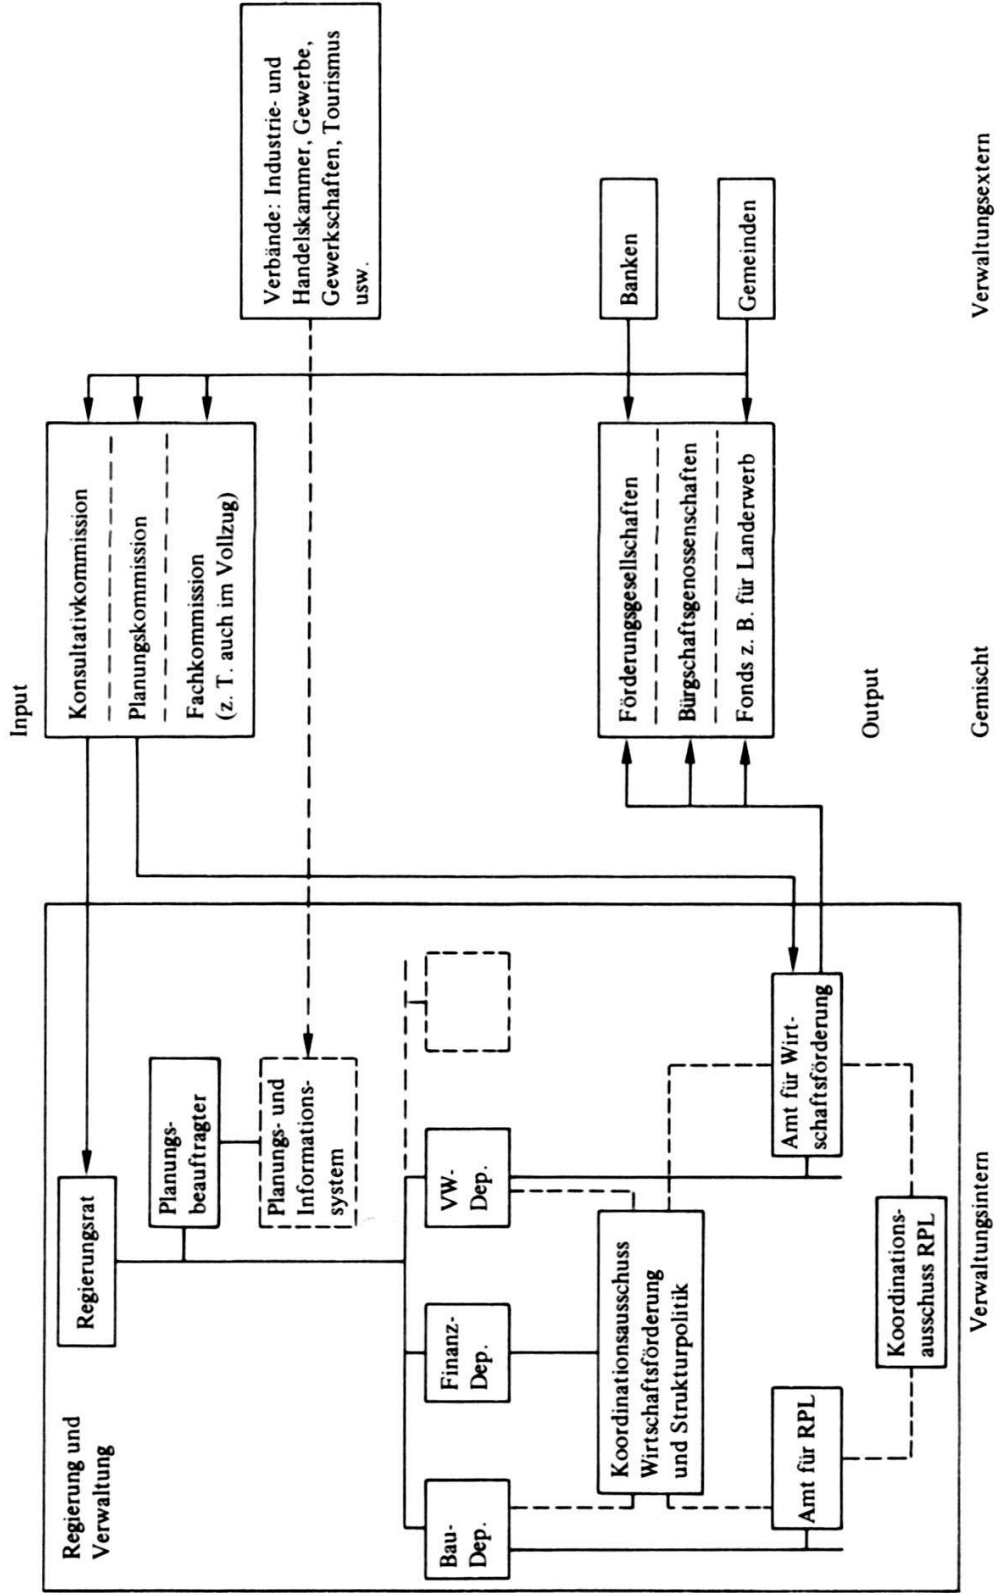 Regierung und
Verwaltung
Regierungsrat
Planungs-
beauftragter
Planungs- und
Informations-
system
Bau-
Dep.
Finanz-
Dep.
VW-
Dep.
Koordinationsausschuss
Wirtschaftsförderung
und Strukturpolitik
Amt für RPL
Amt für Wirt-
schaftsförderung
Koordinations-
ausschuss RPL
Verwaltungsintern
Input
Konsultativkommission
Planungskommission
Fachkommission
(z. T. auch im Vollzug)
Förderungsgesellschaften
Bürgschaftsgenossenschaften
Fonds z. B. für Landerwerb
Output
Gemischt
Verbände: Industrie- und
Handelskammer, Gewerbe,
Gewerkschaften, Tourismus
usw.
Banken
Gemeinden
Verwaltungsextern